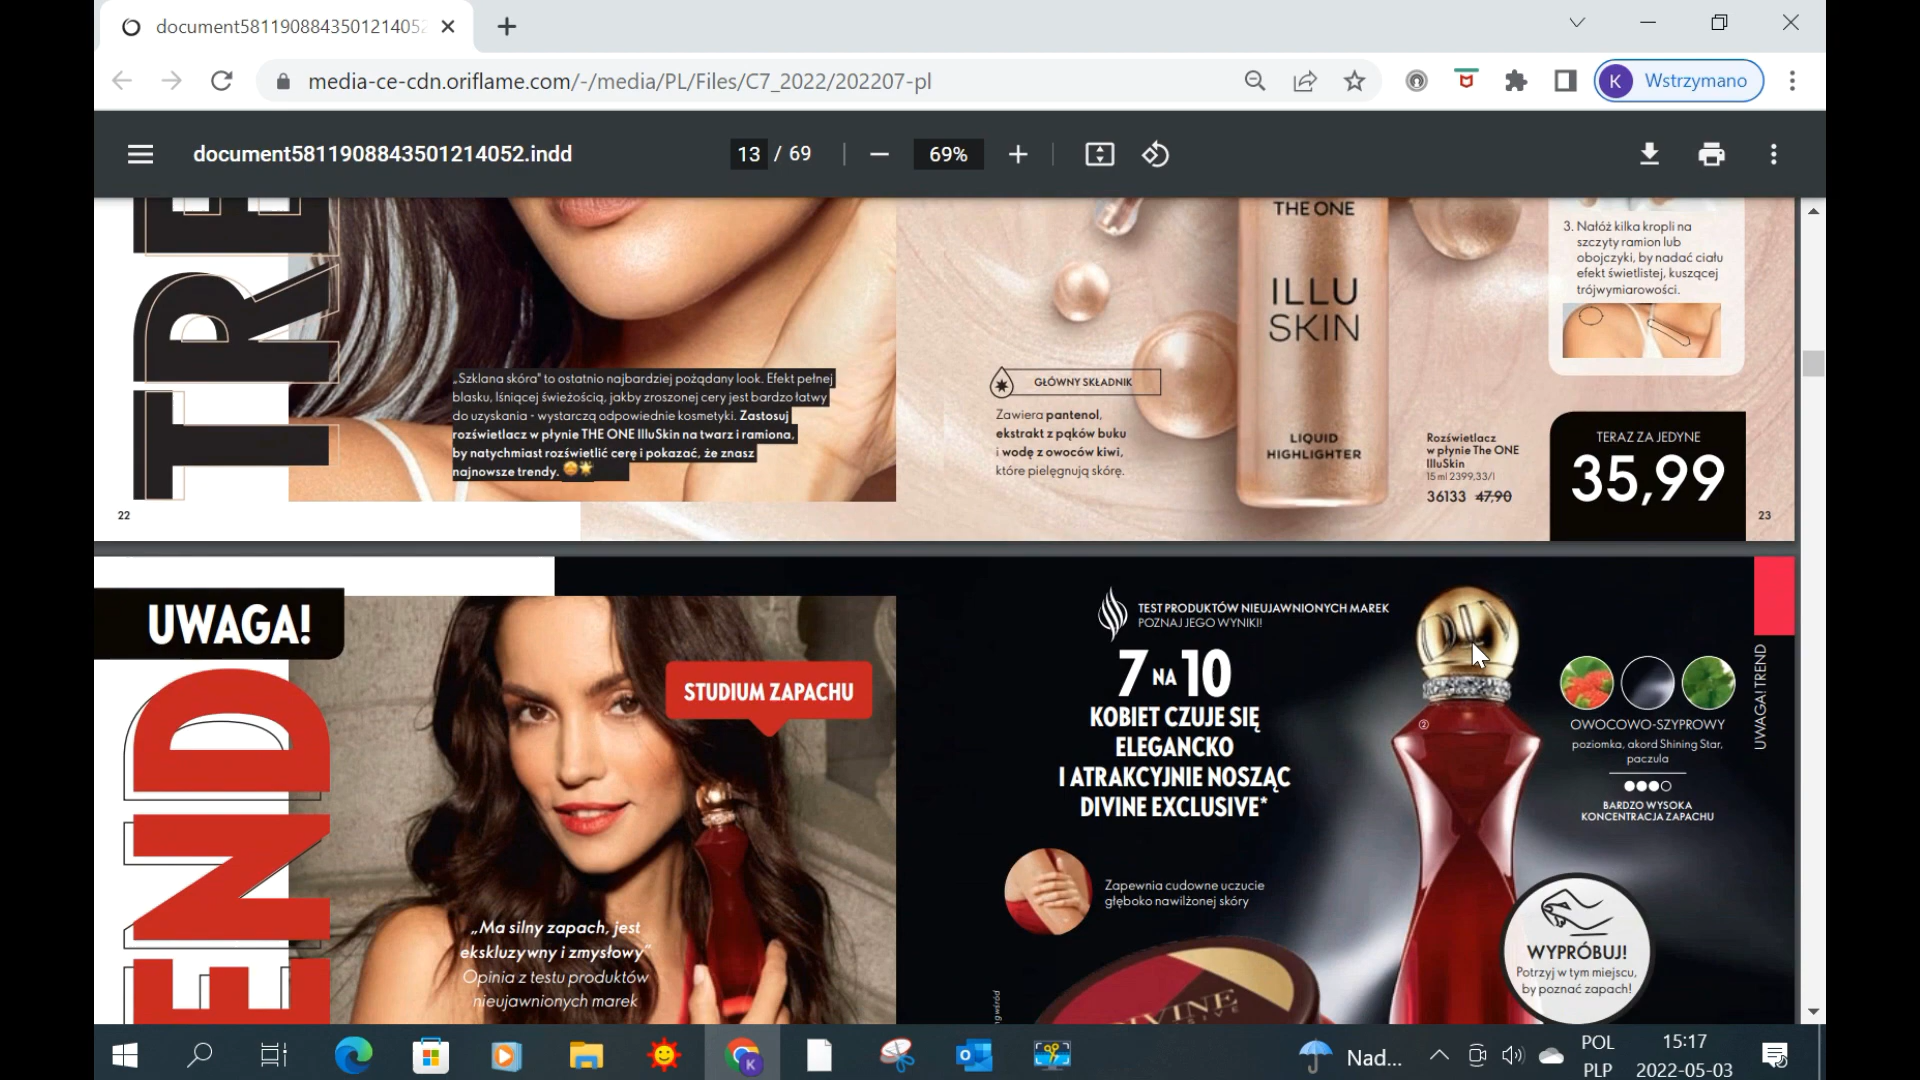 document5811908843501214052
media-ce-cdn.oriflame.com/-/media/PL/Files/C7_2022/202207-pl
K Wstrzymano
document5811908843501214052.indd
13 / 69
69%
TRE
„Szklana skóra" to ostatnio najbardziej pożądany look. Efekt pełnej
blasku, lśniącej świeżością, jakby zroszonej cery jest bardzo łatwy
do uzyskania - wystarczą odpowiednie kosmetyki. Zastosuj
rozświetlacz w płynie THE ONE IlluSkin na twarz i ramiona,
by natychmiast rozświetlić cerę i pokazać, że znasz
najnowsze trendy. 🤩🌟
22
GŁÓWNY SKŁADNIK
Zawiera pantenol,
ekstrakt z pąków buku
i wodę z owoców kiwi,
które pielęgnują skórę.
THE ONE
ILLU
SKIN
LIQUID
HIGHLIGHTER
3. Nałóż kilka kropli na
szczyty ramion lub
obojczyki, by nadać ciału
efekt świetlistej, kuszącej
trójwymiarowości.
Rozświetlacz
w płynie The ONE
IlluSkin
15 ml 2399,33/l
36133 47,90
TERAZ ZA JEDYNE
35,99
23
UWAGA!
END
STUDIUM ZAPACHU
„Ma silny zapach, jest
ekskluzywny i zmysłowy"
Opinia z testu produktów
nieujawnionych marek
TEST PRODUKTÓW NIEUJAWNIONYCH MAREK
POZNAJ JEGO WYNIKI!
7 NA 10
KOBIET CZUJE SIĘ
ELEGANCKO
I ATRAKCYJNIE NOSZĄC
DIVINE EXCLUSIVE*
Zapewnia cudowne uczucie
głęboko nawilżonej skóry
②
OWOCOWO-SZYPROWY
poziomka, akord Shining Star,
paczula
BARDZO WYSOKA
KONCENTRACJA ZAPACHU
UWAGA! TREND
WYPRÓBUJ!
Potrzyj w tym miejscu,
by poznać zapach!
DIVINE
Nad...
POL
PLP
15:17
2022-05-03